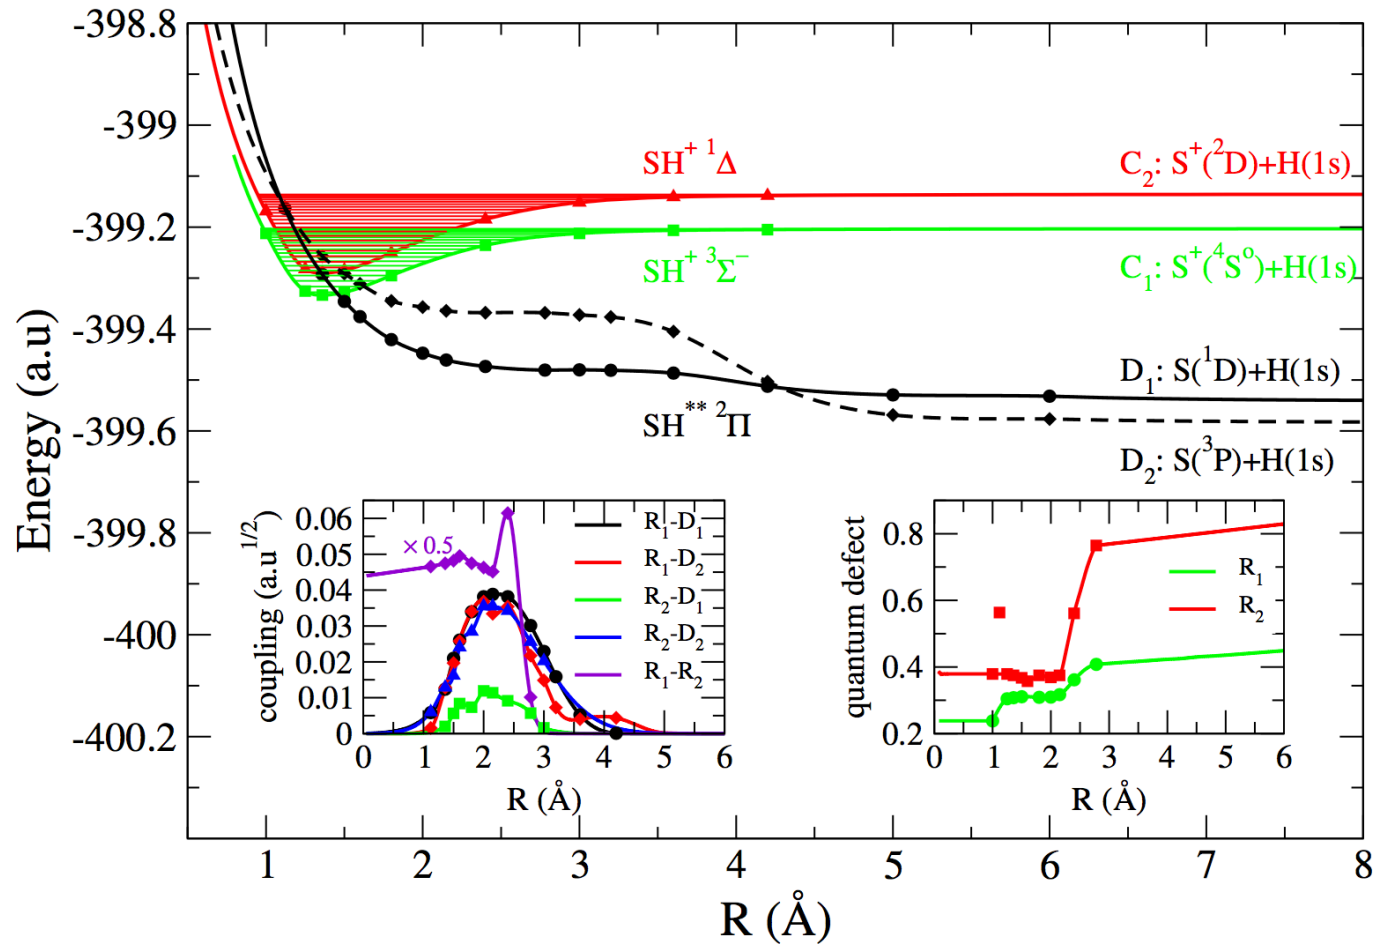 -398.8
-399
-399.2
-399.4
-399.6
-399.8
-400
-400.2
Energy (a.u)
1 2 3 4 5 6 7 8
R (Å)
SH⁺ ¹Δ
C₂: S⁺(²D)+H(1s)
SH⁺ ³Σ⁻
C₁: S⁺(⁴Sᵒ)+H(1s)
D₁: S(¹D)+H(1s)
SH** ²Π
D₂: S(³P)+H(1s)
0.06
0.05
0.04
0.03
0.02
0.01
0
coupling (a.u^1/2)
× 0.5
R₁-D₁
R₁-D₂
R₂-D₁
R₂-D₂
R₁-R₂
0 1 2 3 4 5 6
R (Å)
0.8
0.6
0.4
0.2
quantum defect
R₁
R₂
0 1 2 3 4 5 6
R (Å)